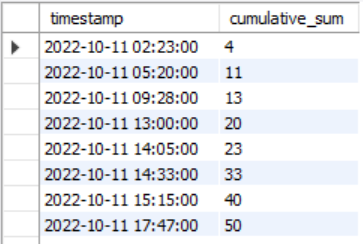 timestamp cumulative_sum
2022-10-11 02:23:00 4
2022-10-11 05:20:00 11
2022-10-11 09:28:00 13
2022-10-11 13:00:00 20
2022-10-11 14:05:00 23
2022-10-11 14:33:00 33
2022-10-11 15:15:00 40
2022-10-11 17:47:00 50